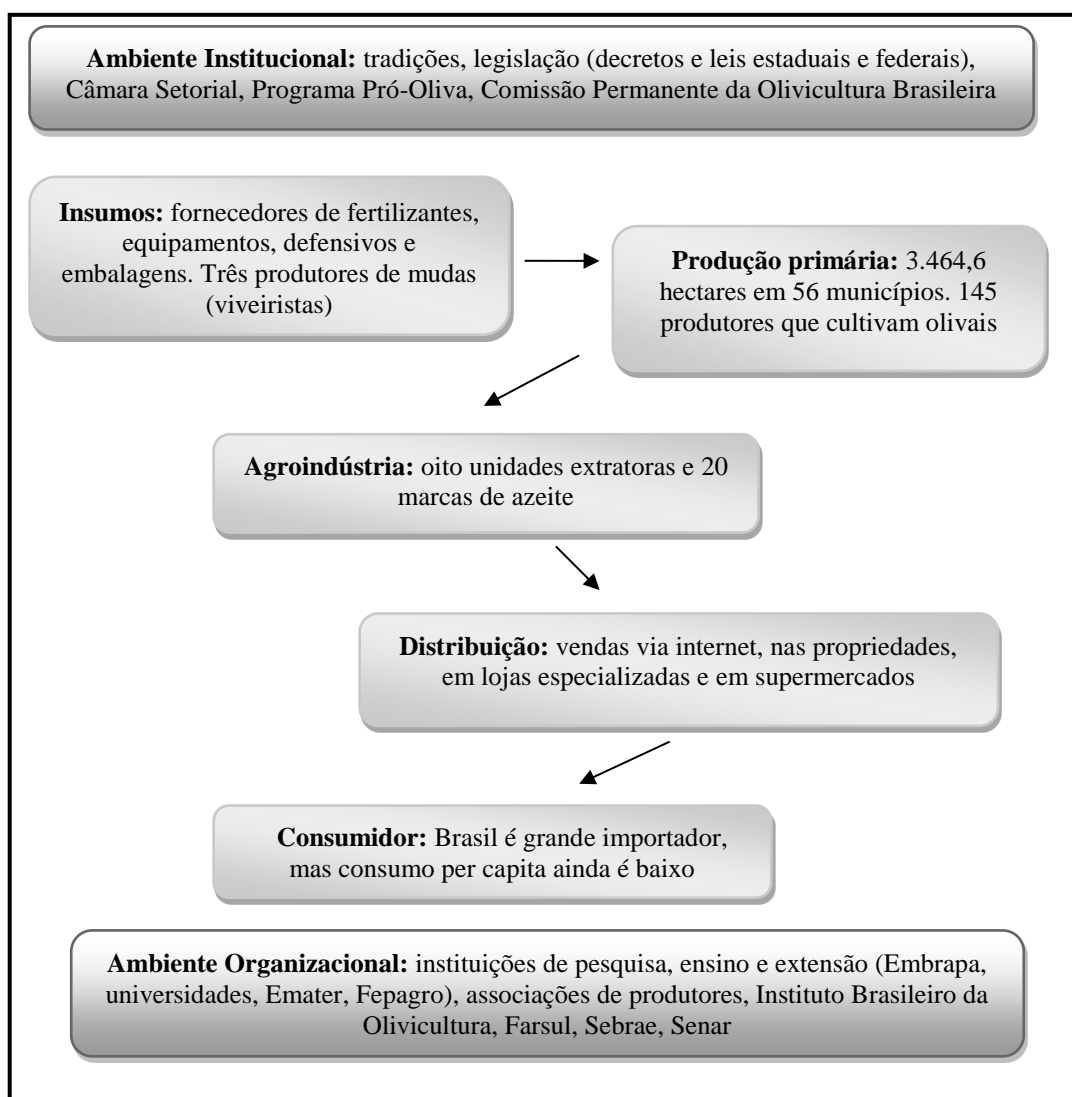 Ambiente Institucional: tradições, legislação (decretos e leis estaduais e federais),
Câmara Setorial, Programa Pró-Oliva, Comissão Permanente da Olivicultura Brasileira
Insumos: fornecedores de fertilizantes,
equipamentos, defensivos e
embalagens. Três produtores de mudas
(viveiristas)
Produção primária: 3.464,6
hectares em 56 municípios. 145
produtores que cultivam olivais
Agroindústria: oito unidades extratoras e 20
marcas de azeite
Distribuição: vendas via internet, nas propriedades,
em lojas especializadas e em supermercados
Consumidor: Brasil é grande importador,
mas consumo per capita ainda é baixo
Ambiente Organizacional: instituições de pesquisa, ensino e extensão (Embrapa,
universidades, Emater, Fepagro), associações de produtores, Instituto Brasileiro da
Olivicultura, Farsul, Sebrae, Senar